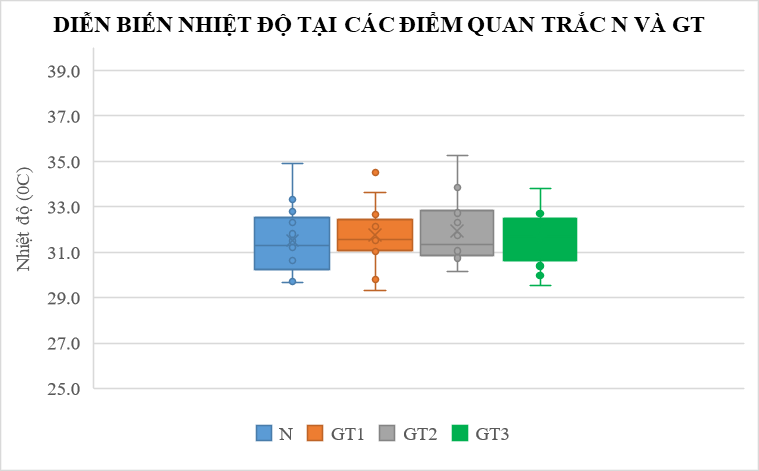 DIỄN BIẾN NHIỆT ĐỘ TẠI CÁC ĐIỂM QUAN TRẮC N VÀ GT
39.0
37.0
35.0
33.0
31.0
29.0
27.0
25.0
Nhiệt độ (0C)
N GT1 GT2 GT3